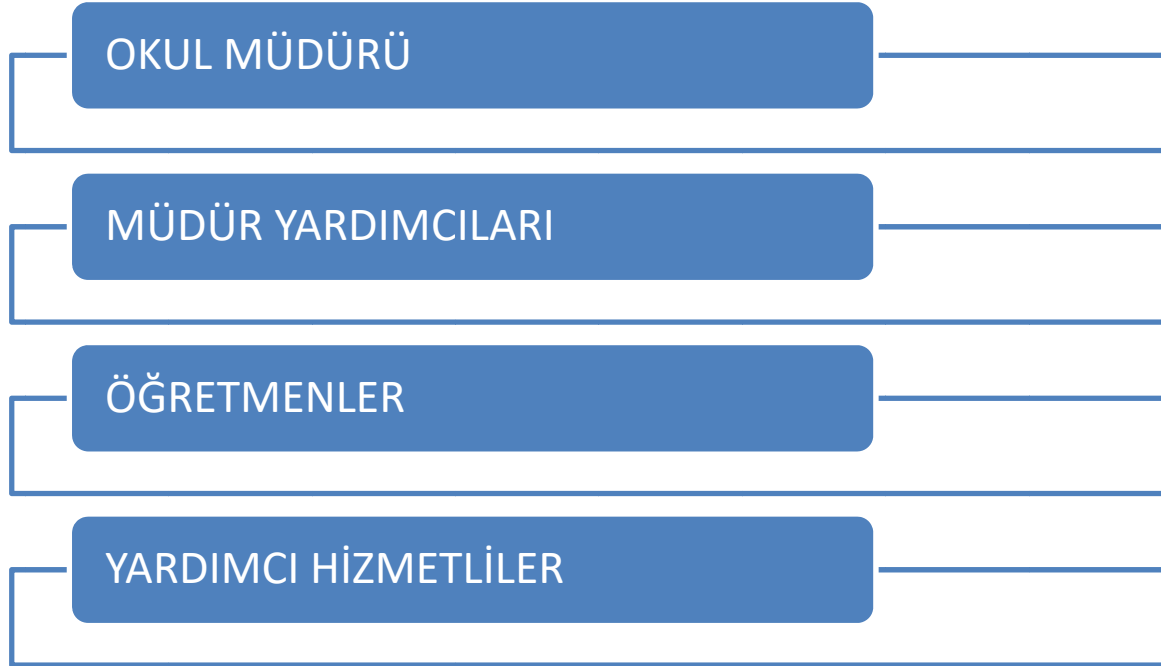 OKUL MÜDÜRÜ
MÜDÜR YARDIMCILARI
ÖĞRETMENLER
YARDIMCI HİZMETLİLER